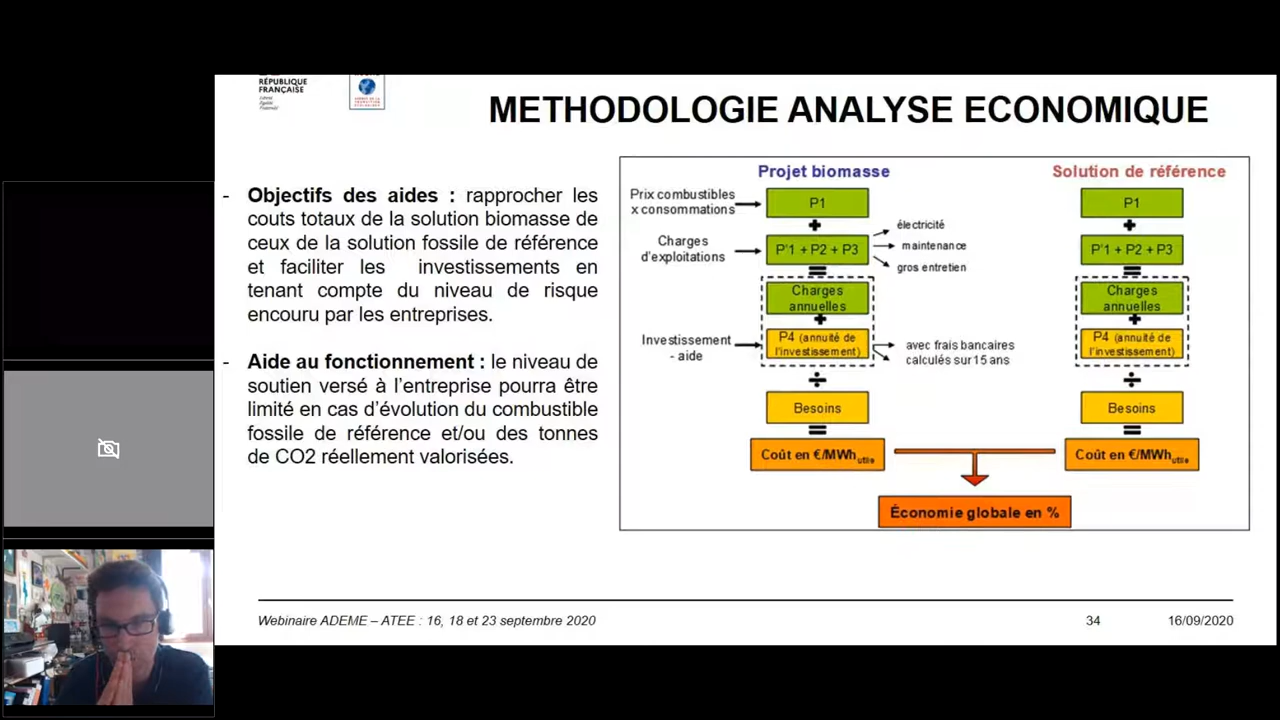 RÉPUBLIQUE
FRANÇAISE
Liberté
Égalité
Fraternité
METHODOLOGIE ANALYSE ECONOMIQUE
- Objectifs des aides : rapprocher les
couts totaux de la solution biomasse de
ceux de la solution fossile de référence
et faciliter les investissements en
tenant compte du niveau de risque
encouru par les entreprises.
- Aide au fonctionnement : le niveau de
soutien versé à l'entreprise pourra être
limité en cas d'évolution du combustible
fossile de référence et/ou des tonnes
de CO2 réellement valorisées.
Projet biomasse
Solution de référence
Prix combustibles
x consommations
P1
P1
Charges
d'exploitations
P'1 + P2 + P3
électricité
maintenance
gros entretien
P'1 + P2 + P3
Charges
annuelles
Charges
annuelles
Investissement
- aide
P4 (annuité de
l'investissement)
avec frais bancaires
calculés sur 15 ans
P4 (annuité de
l'investissement)
Besoins
Besoins
Coût en €/MWhutile
Coût en €/MWhutile
Économie globale en %
Webinaire ADEME – ATEE : 16, 18 et 23 septembre 2020
34
16/09/2020